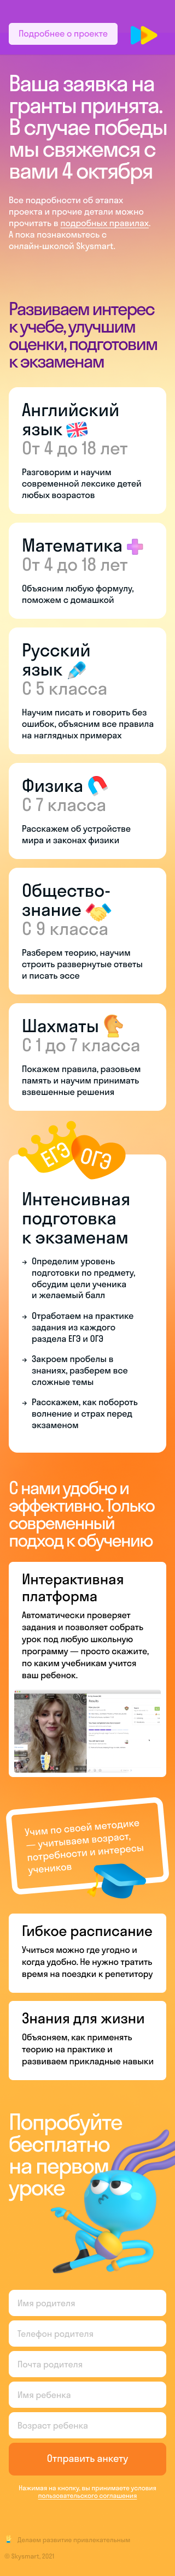 Подробнее о проекте
Ваша заявка на
гранты принята.
В случае победы
мы свяжемся с
вами 4 октября
Все подробности об этапах
проекта и прочие детали можно
прочитать в подробных правилах.
А пока познакомьтесь с
онлайн-школой Skysmart.
Развиваем интерес
к учебе, улучшим
оценки, подготовим
к экзаменам
Английский
язык
От 4 до 18 лет
Разговорим и научим
современной лексике детей
любых возрастов
Математика
От 4 до 18 лет
Объясним любую формулу,
поможем с домашкой
Русский
язык
С 5 класса
Научим писать и говорить без
ошибок, объясним все правила
на наглядных примерах
Физика
С 7 класса
Расскажем об устройстве
мира и законах физики
Общество-
знание
С 9 класса
Разберем теорию, научим
строить развернутые ответы
и писать эссе
Шахматы
С 1 до 7 класса
Покажем правила, разовьем
память и научим принимать
взвешенные решения
ЕГЭ ОГЭ
Интенсивная
подготовка
к экзаменам
→ Определим уровень
подготовки по предмету,
обсудим цели ученика
и желаемый балл
→ Отработаем на практике
задания из каждого
раздела ЕГЭ и ОГЭ
→ Закроем пробелы в
знаниях, разберем все
сложные темы
→ Расскажем, как побороть
волнение и страх перед
экзаменом
С нами удобно и
эффективно. Только
современный
подход к обучению
Интерактивная
платформа
Автоматически проверяет
задания и позволяет собрать
урок под любую школьную
программу — просто скажите,
по каким учебникам учится
ваш ребенок.
Учим по своей методике
— учитываем возраст,
потребности и интересы
учеников
Гибкое расписание
Учиться можно где угодно и
когда удобно. Не нужно тратить
время на поездки к репетитору
Знания для жизни
Объясняем, как применять
теорию на практике и
развиваем прикладные навыки
Попробуйте
бесплатно
на первом
уроке
Имя родителя
Телефон родителя
Почта родителя
Имя ребенка
Возраст ребенка
Отправить анкету
Нажимая на кнопку, вы принимаете условия
пользовательского соглашения
Делаем развитие привлекательным
© Skysmart, 2021